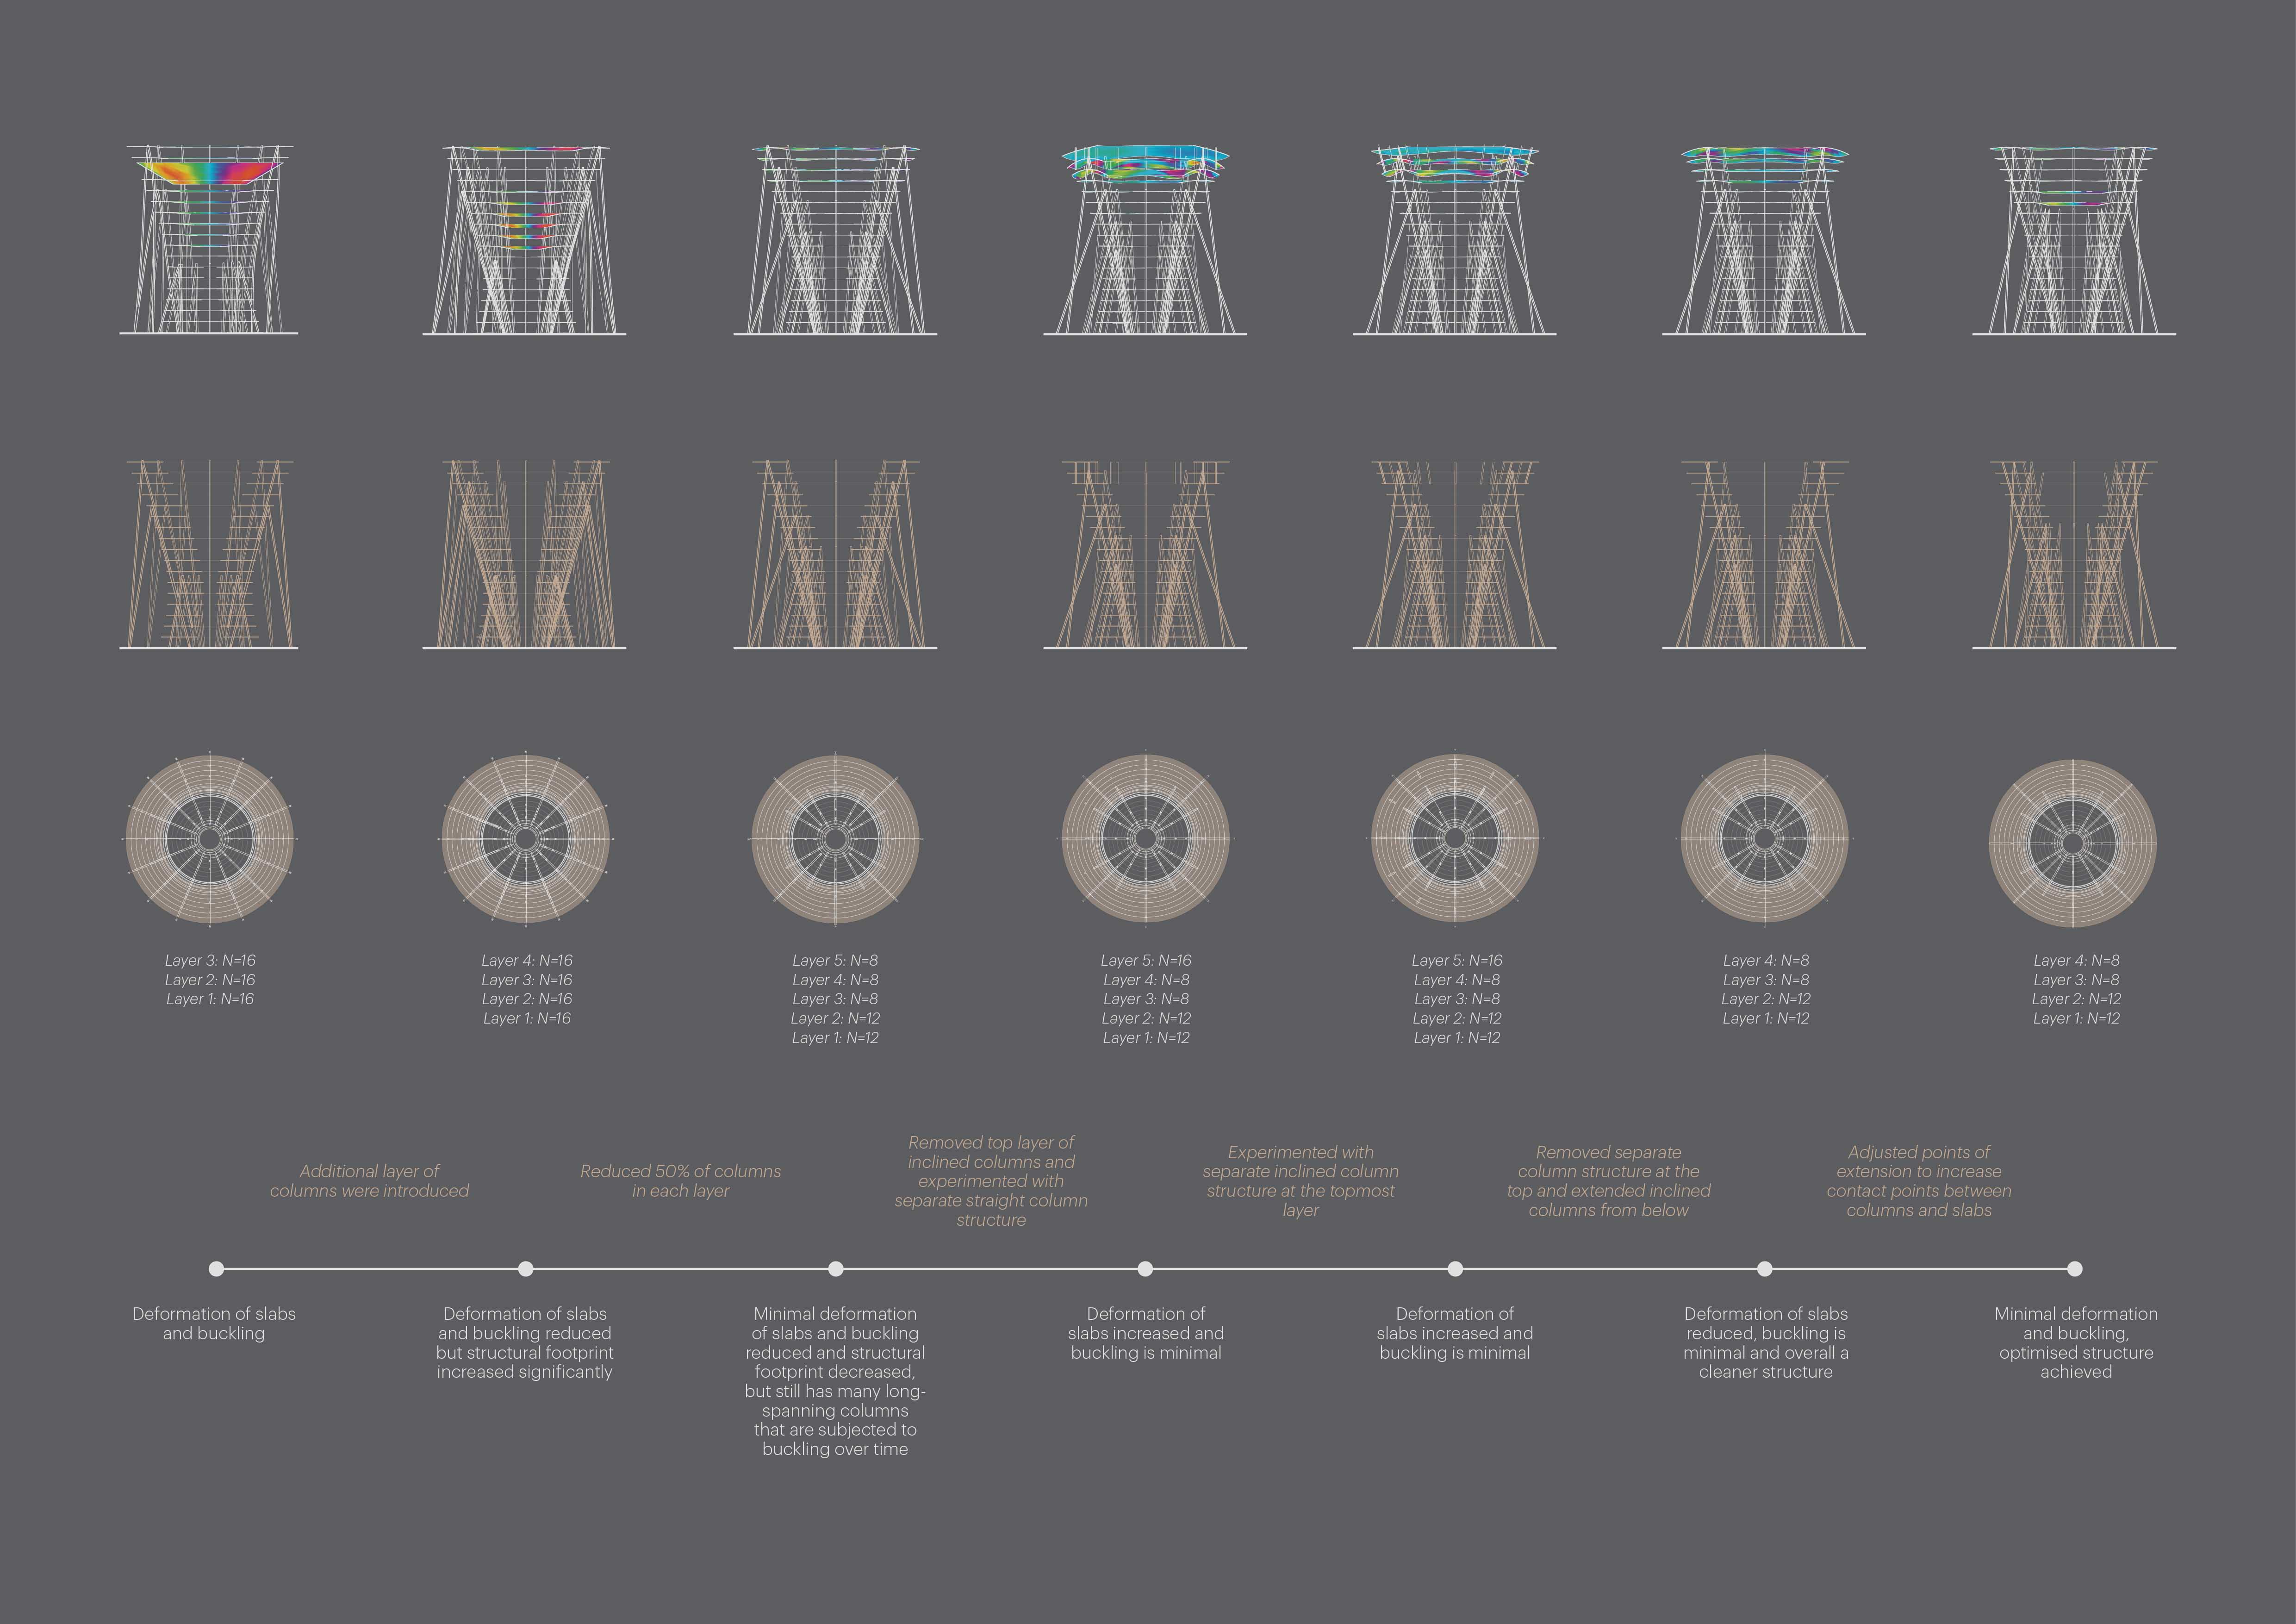 Layer 3: N=16
Layer 2: N=16
Layer 1: N=16
Layer 4: N=16
Layer 3: N=16
Layer 2: N=16
Layer 1: N=16
Layer 5: N=8
Layer 4: N=8
Layer 3: N=8
Layer 2: N=12
Layer 1: N=12
Layer 5: N=16
Layer 4: N=8
Layer 3: N=8
Layer 2: N=12
Layer 1: N=12
Layer 5: N=16
Layer 4: N=8
Layer 3: N=8
Layer 2: N=12
Layer 1: N=12
Layer 4: N=8
Layer 3: N=8
Layer 2: N=12
Layer 1: N=12
Layer 4: N=8
Layer 3: N=8
Layer 2: N=12
Layer 1: N=12
Additional layer of
columns were introduced
Reduced 50% of columns
in each layer
Removed top layer of
inclined columns and
experimented with
separate straight column
structure
Experimented with
separate inclined column
structure at the topmost
layer
Removed separate
column structure at the
top and extended inclined
columns from below
Adjusted points of
extension to increase
contact points between
columns and slabs
Deformation of slabs
and buckling
Deformation of slabs
and buckling reduced
but structural footprint
increased significantly
Minimal deformation
of slabs and buckling
reduced and structural
footprint decreased,
but still has many long-
spanning columns
that are subjected to
buckling over time
Deformation of
slabs increased and
buckling is minimal
Deformation of
slabs increased and
buckling is minimal
Deformation of slabs
reduced, buckling is
minimal and overall a
cleaner structure
Minimal deformation
and buckling,
optimised structure
achieved